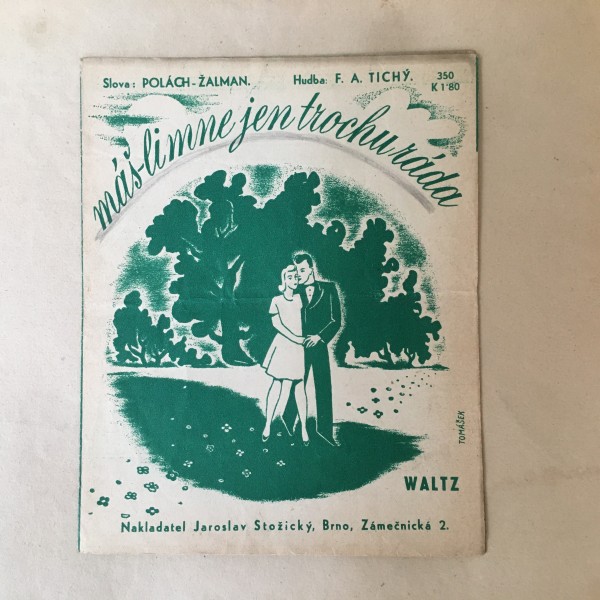 Slova: POLÁCH-ŽALMAN. Hudba: F. A. TICHÝ. 350
K 1'80
máš-li mne jen trochu ráda
TOMÁŠEK
WALTZ
Nakladatel Jaroslav Stožický, Brno, Zámečnická 2.